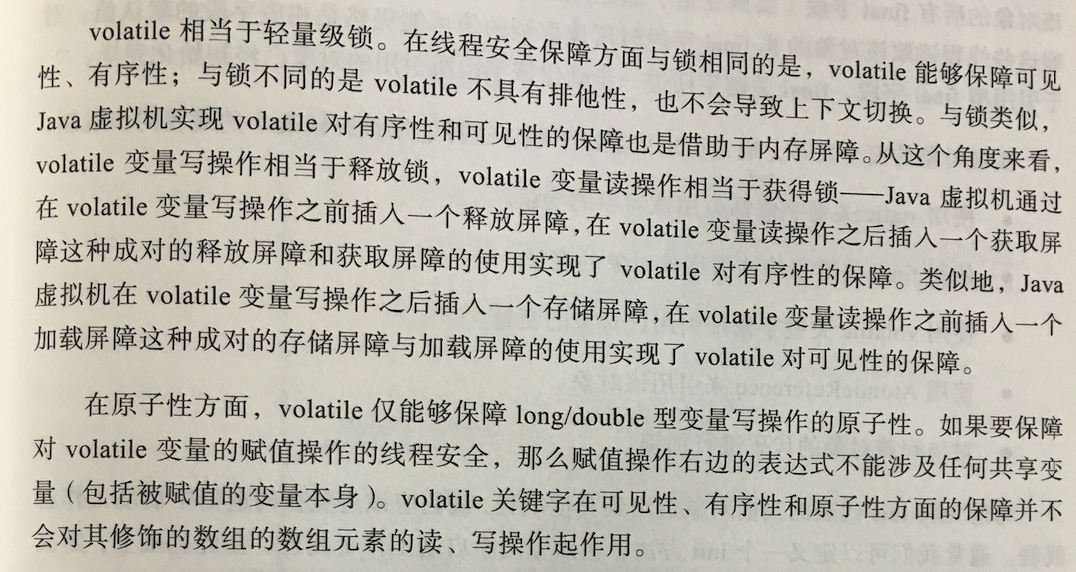 volatile 相当于轻量级锁。在线程安全保障方面与锁相同的是，volatile 能够保障可见
性、有序性；与锁不同的是 volatile 不具有排他性，也不会导致上下文切换。与锁类似，
Java 虚拟机实现 volatile 对有序性和可见性的保障也是借助于内存屏障。从这个角度来看，
volatile 变量写操作相当于释放锁，volatile 变量读操作相当于获得锁——Java 虚拟机通过
在 volatile 变量写操作之前插入一个释放屏障，在 volatile 变量读操作之后插入一个获取屏
障这种成对的释放屏障和获取屏障的使用实现了 volatile 对有序性的保障。类似地，Java
虚拟机在 volatile 变量写操作之后插入一个存储屏障，在 volatile 变量读操作之前插入一个
加载屏障这种成对的存储屏障与加载屏障的使用实现了 volatile 对可见性的保障。
在原子性方面，volatile 仅能够保障 long/double 型变量写操作的原子性。如果要保障
对 volatile 变量的赋值操作的线程安全，那么赋值操作右边的表达式不能涉及任何共享变
量（包括被赋值的变量本身）。volatile 关键字在可见性、有序性和原子性方面的保障并不
会对其修饰的数组的数组元素的读、写操作起作用。